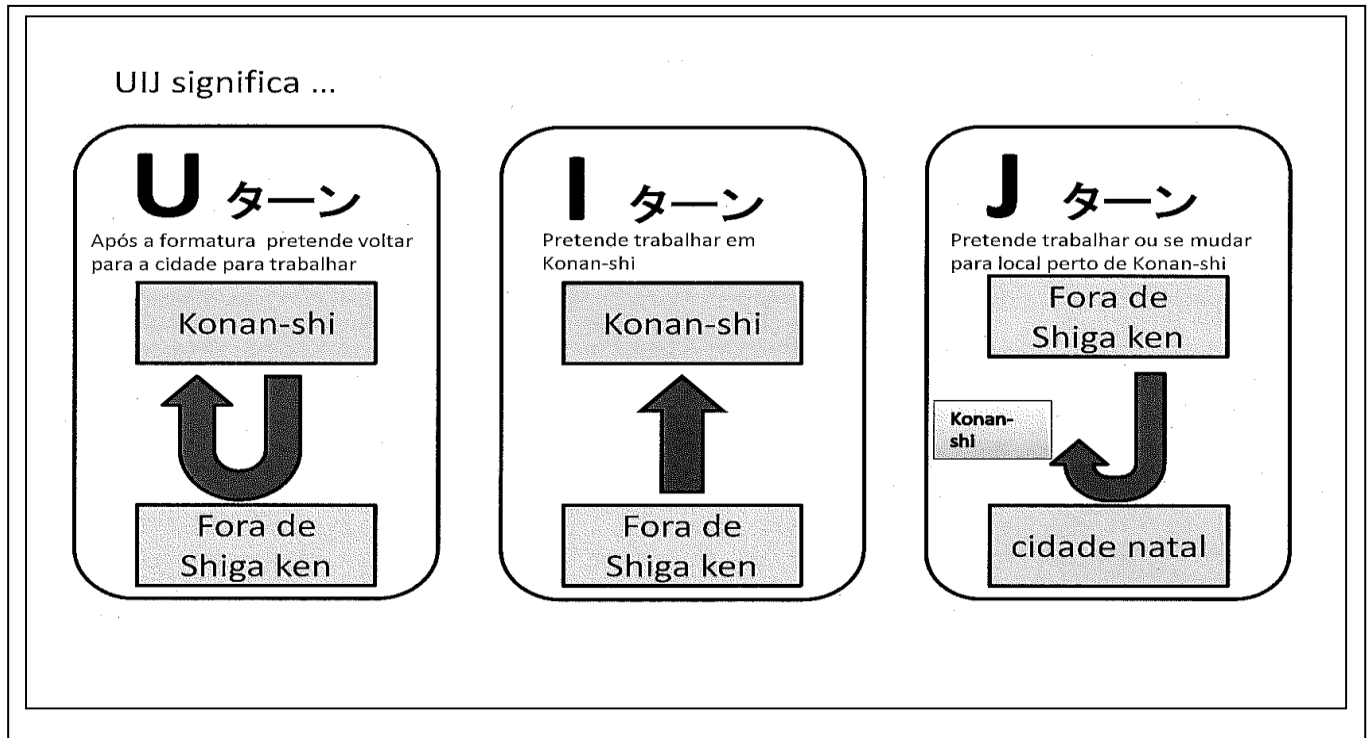 UIJ significa ...
U ターン
Após a formatura pretende voltar
para a cidade para trabalhar
Konan-shi
Fora de
Shiga ken
I ターン
Pretende trabalhar em
Konan-shi
Konan-shi
Fora de
Shiga ken
J ターン
Pretende trabalhar ou se mudar
para local perto de Konan-shi
Fora de
Shiga ken
Konan-
shi
cidade natal